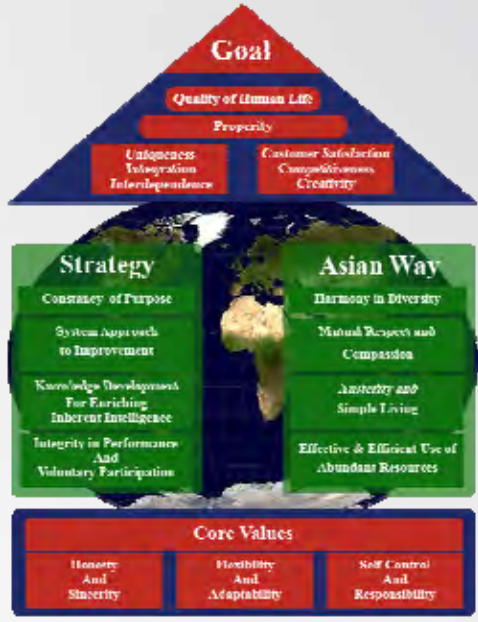 Goal
Quality of Human Life
Properity
Uniqueness
Integration
Interdependence
Customer Satisfaction
Competitiveness
Creativity
Strategy
Constancy of Purpose
System Approach
to Improvement
Knowledge Development
For Enriching
Inherent Intelligence
Integrity in Performance
And
Voluntary Participation
Asian Way
Harmony in Diversity
Mutual Respect and
Compassion
Austerity and
Simple Living
Effective & Efficient Use of
Abundant Resources
Core Values
Honesty
And
Sincerity
Flexibility
And
Adaptability
Self Control
And
Responsibility